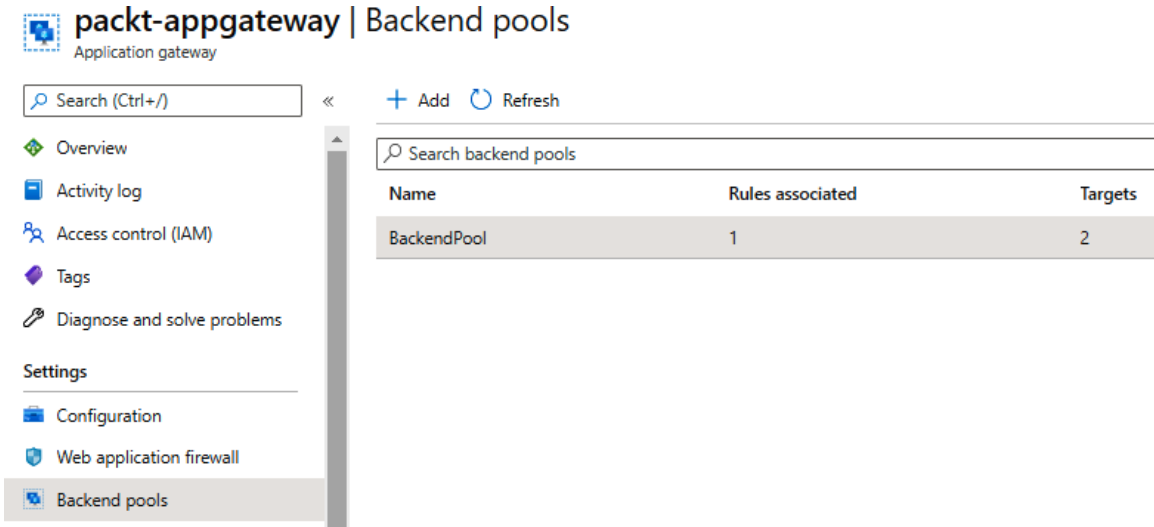 packt-appgateway | Backend pools
Application gateway
Search (Ctrl+/)
«
Overview
Activity log
Access control (IAM)
Tags
Diagnose and solve problems
Settings
Configuration
Web application firewall
Backend pools
+ Add Refresh
Search backend pools
Name Rules associated Targets
BackendPool 1 2